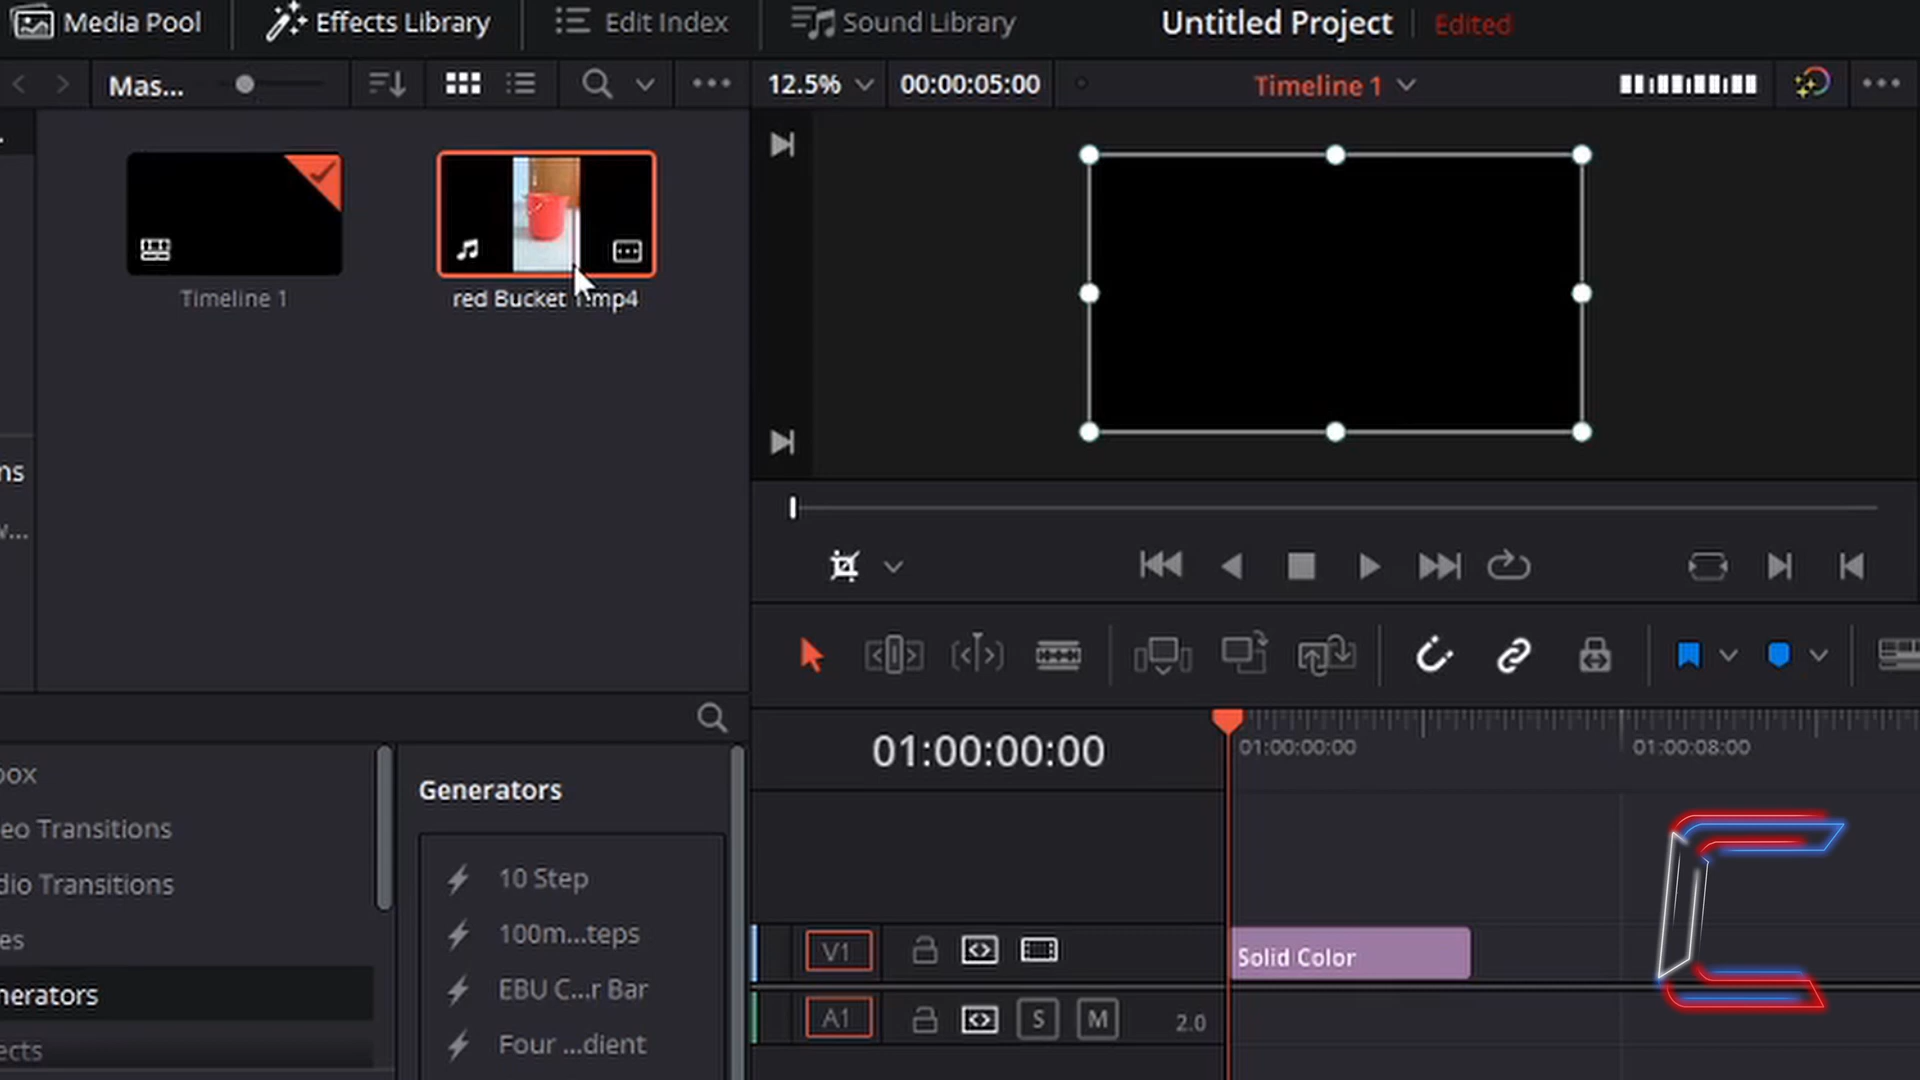 Media Pool
Effects Library
Edit Index
Sound Library
Untitled Project
Edited
Mas...
12.5%
00:00:05:00
Timeline 1
Timeline 1
red Bucket 1.mp4
ns
w...
01:00:00:00
01:00:00:00
01:00:08:00
box
eo Transitions
dio Transitions
es
nerators
ects
Generators
10 Step
100m...teps
EBU C...r Bar
Four ...dient
V1
Solid Color
A1
S
M
2.0